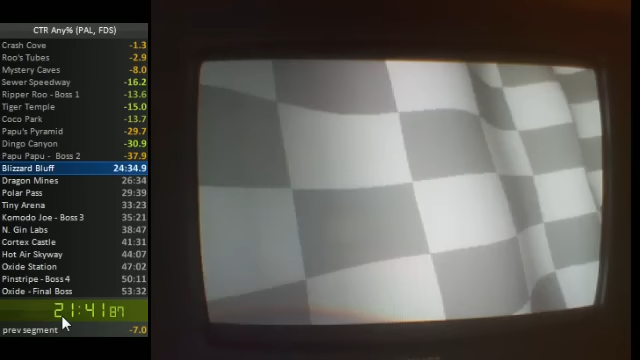 CTR Any% (PAL, FDS)
Crash Cove -1.3
Roo's Tubes -2.9
Mystery Caves -8.0
Sewer Speedway -16.2
Ripper Roo - Boss 1 -13.6
Tiger Temple -15.0
Coco Park -13.7
Papu's Pyramid -29.7
Dingo Canyon -30.9
Papu Papu - Boss 2 -37.9
Blizzard Bluff 24:34.9
Dragon Mines 26:34
Polar Pass 29:39
Tiny Arena 33:23
Komodo Joe - Boss 3 35:21
N. Gin Labs 38:47
Cortex Castle 41:31
Hot Air Skyway 44:07
Oxide Station 47:02
Pinstripe - Boss 4 50:11
Oxide - Final Boss 53:32
21:41 87
prev segment -7.0